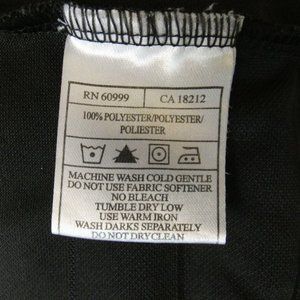 RN 60999 CA 18212
100% POLYESTER/POLYESTER/
POLIESTER
MACHINE WASH COLD GENTLE
DO NOT USE FABRIC SOFTENER
NO BLEACH
TUMBLE DRY LOW
USE WARM IRON
WASH DARKS SEPARATELY
DO NOT DRYCLEAN